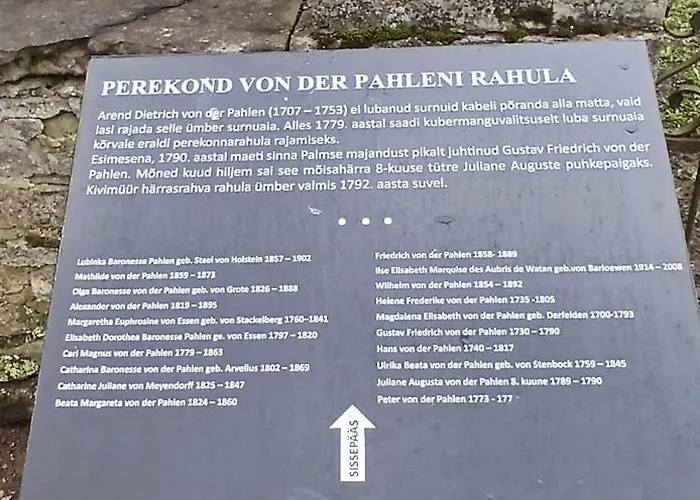 PEREKOND VON DER PAHLENI RAHULA
Arend Dietrich von der Pahlen (1707 – 1753) ei lubanud surnuid kabeli põranda alla matta, vaid
lasi rajada selle ümber surnuaia. Alles 1779. aastal saadi kubermanguvalitsuselt luba surnuaia
kõrvale eraldi perekonnarahula rajamiseks.
Esimesena, 1790. aastal maeti sinna Palmse majandust pikalt juhtinud Gustav Friedrich von der
Pahlen. Mõned kuud hiljem sai see mõisahärra 8-kuuse tütre Juliane Auguste puhkepaigaks.
Kivimüür härrasrahva rahula ümber valmis 1792. aasta suvel.
• • •
Lubinka Baronesse Pahlen geb. Stael von Holstein 1857 – 1902
Mathilde von der Pahlen 1859 – 1873
Olga Baronesse von der Pahlen geb. von Grote 1826 – 1888
Alexander von der Pahlen 1819 – 1895
Margaretha Euphrosine von Essen geb. von Stackelberg 1760–1841
Elisabeth Dorothea Baronesse Pahlen ge. von Essen 1797 – 1820
Carl Magnus von der Pahlen 1779 – 1863
Catharina Baronesse von der Pahlen geb. Arvelius 1802 – 1869
Catharine Juliane von Meyendorff 1825 – 1847
Beata Margareta von der Pahlen 1824 – 1860
Friedrich von der Pahlen 1858- 1889
Ilse Elisabeth Marquise des Aubris de Watan geb.von Barloewen 1914 – 2008
Wilhelm von der Pahlen 1854 – 1892
Helene Frederike von der Pahlen 1735 -1805
Magdalena Elisabeth von der Pahlen geb. Derfelden 1700-1793
Gustav Friedrich von der Pahlen 1730 – 1790
Hans von der Pahlen 1740 – 1817
Ulrika Beata von der Pahlen geb. von Stenbock 1759 – 1845
Juliane Augusta von der Pahlen 8. kuune 1789 – 1790
Peter von der Pahlen 1773 - 177
SISSEPÄÄS